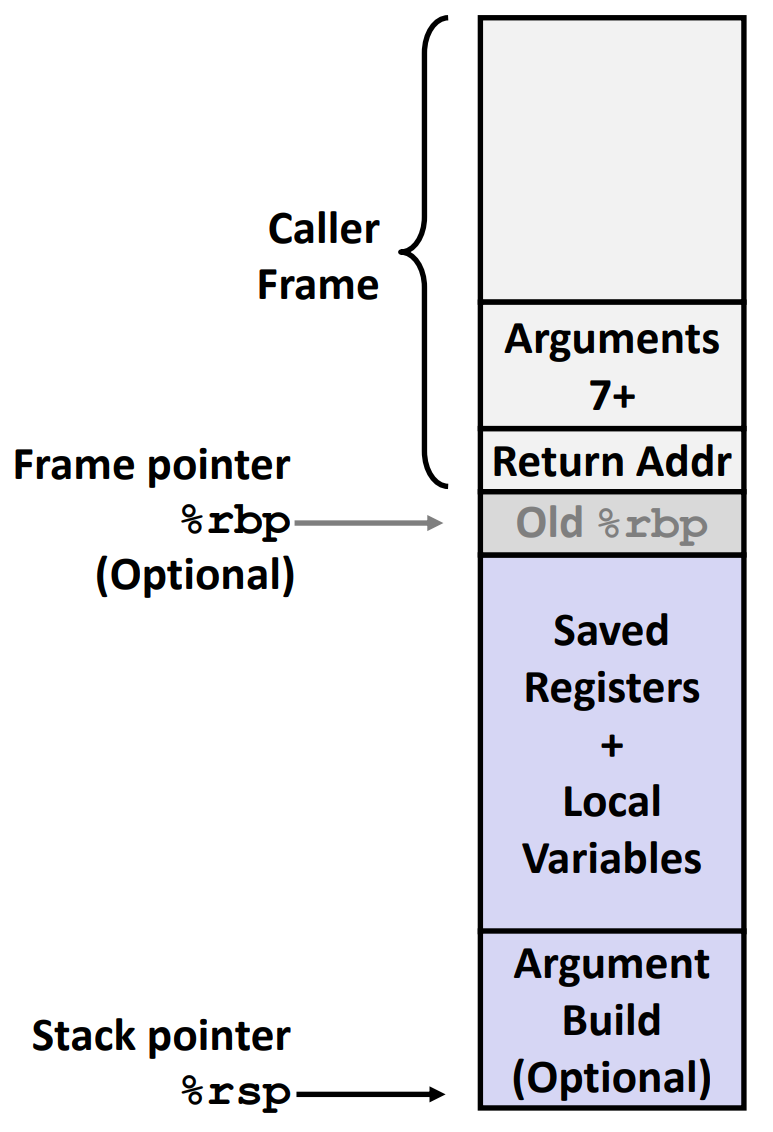 Caller
Frame
Arguments
7+
Return Addr
Frame pointer
%rbp
(Optional)
Old %rbp
Saved
Registers
+
Local
Variables
Argument
Build
(Optional)
Stack pointer
%rsp